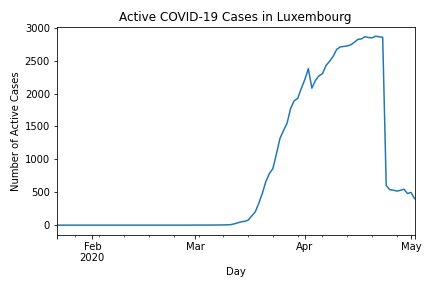 Active COVID-19 Cases in Luxembourg
3000
2500
2000
1500
1000
500
0
Number of Active Cases
Feb
2020
Mar
Apr
May
Day